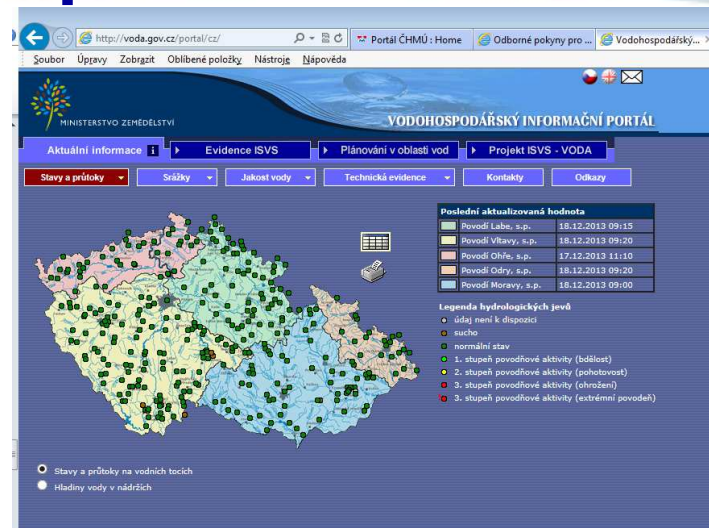 http://voda.gov.cz/portal/cz/
Portál ČHMÚ : Home
Odborné pokyny pro ...
Vodohospodářský...
Soubor Úpravy Zobrazit Oblíbené položky Nástroje Nápověda
MINISTERSTVO ZEMĚDĚLSTVÍ
VODOHOSPODÁŘSKÝ INFORMAČNÍ PORTÁL
Aktuální informace i Evidence ISVS Plánování v oblasti vod Projekt ISVS - VODA
Stavy a průtoky Srážky Jakost vody Technická evidence Kontakty Odkazy
Poslední aktualizovaná hodnota
Povodí Labe, s.p. 18.12.2013 09:15
Povodí Vltavy, s.p. 18.12.2013 09:20
Povodí Ohře, s.p. 17.12.2013 11:10
Povodí Odry, s.p. 18.12.2013 09:20
Povodí Moravy, s.p. 18.12.2013 09:00
Legenda hydrologických jevů
údaj není k dispozici
sucho
normální stav
1. stupeň povodňové aktivity (bdělost)
2. stupeň povodňové aktivity (pohotovost)
3. stupeň povodňové aktivity (ohrožení)
3. stupeň povodňové aktivity (extrémní povodeň)
Stavy a průtoky na vodních tocích
Hladiny vody v nádržích